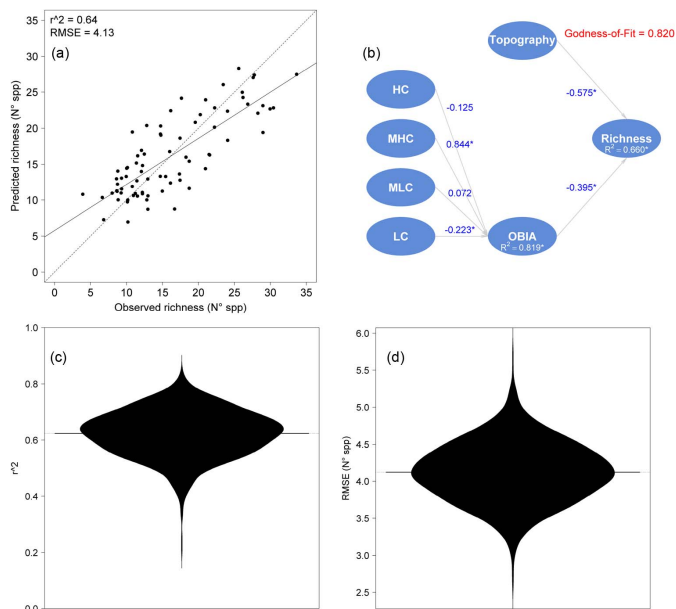 r^2 = 0.64
RMSE = 4.13
(a)
35
30
25
20
15
10
5
0
Predicted richness (N° spp)
0 5 10 15 20 25 30 35
Observed richness (N° spp)
(b)
Topography
Godness-of-Fit = 0.820
HC
-0.575*
-0.125
MHC
0.844*
Richness
R² = 0.660*
MLC
0.072
-0.395*
LC
-0.223*
OBIA
R² = 0.819*
(c)
1.0
0.8
0.6
0.4
0.2
0.0
r^2
(d)
6.0
5.5
5.0
4.5
4.0
3.5
3.0
2.5
RMSE (N° spp)